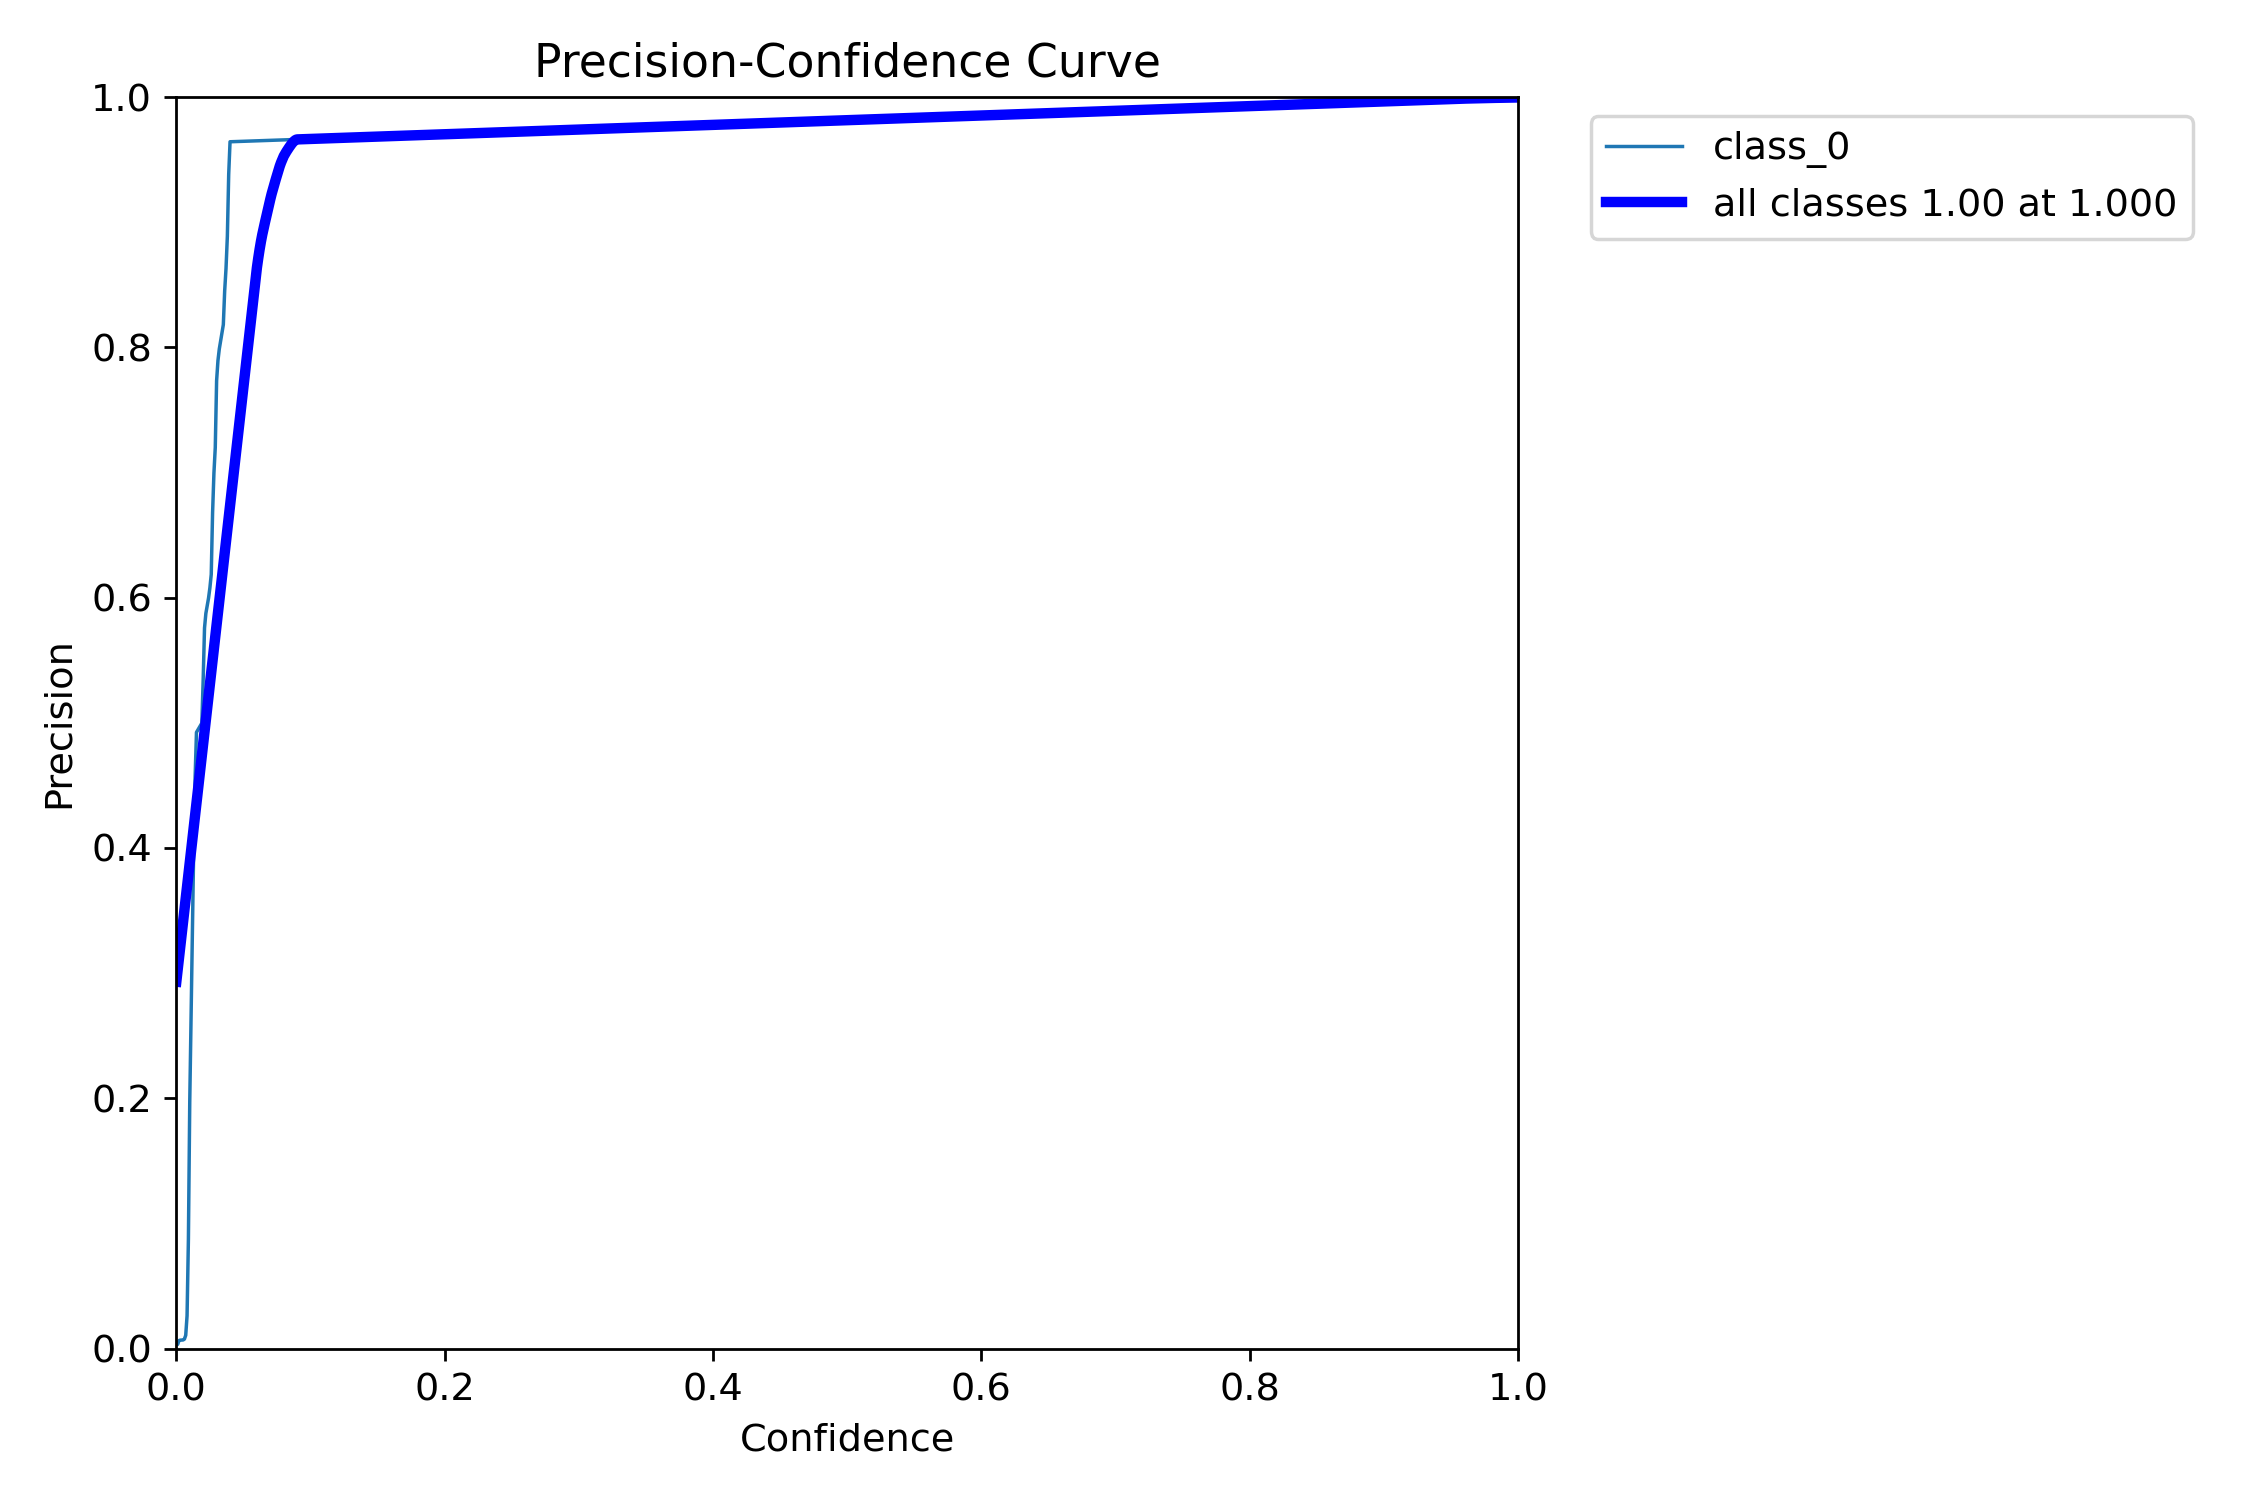 Precision-Confidence Curve
1.0
0.8
0.6
0.4
0.2
0.0
Precision
0.0 0.2 0.4 0.6 0.8 1.0
Confidence
class_0
all classes 1.00 at 1.000